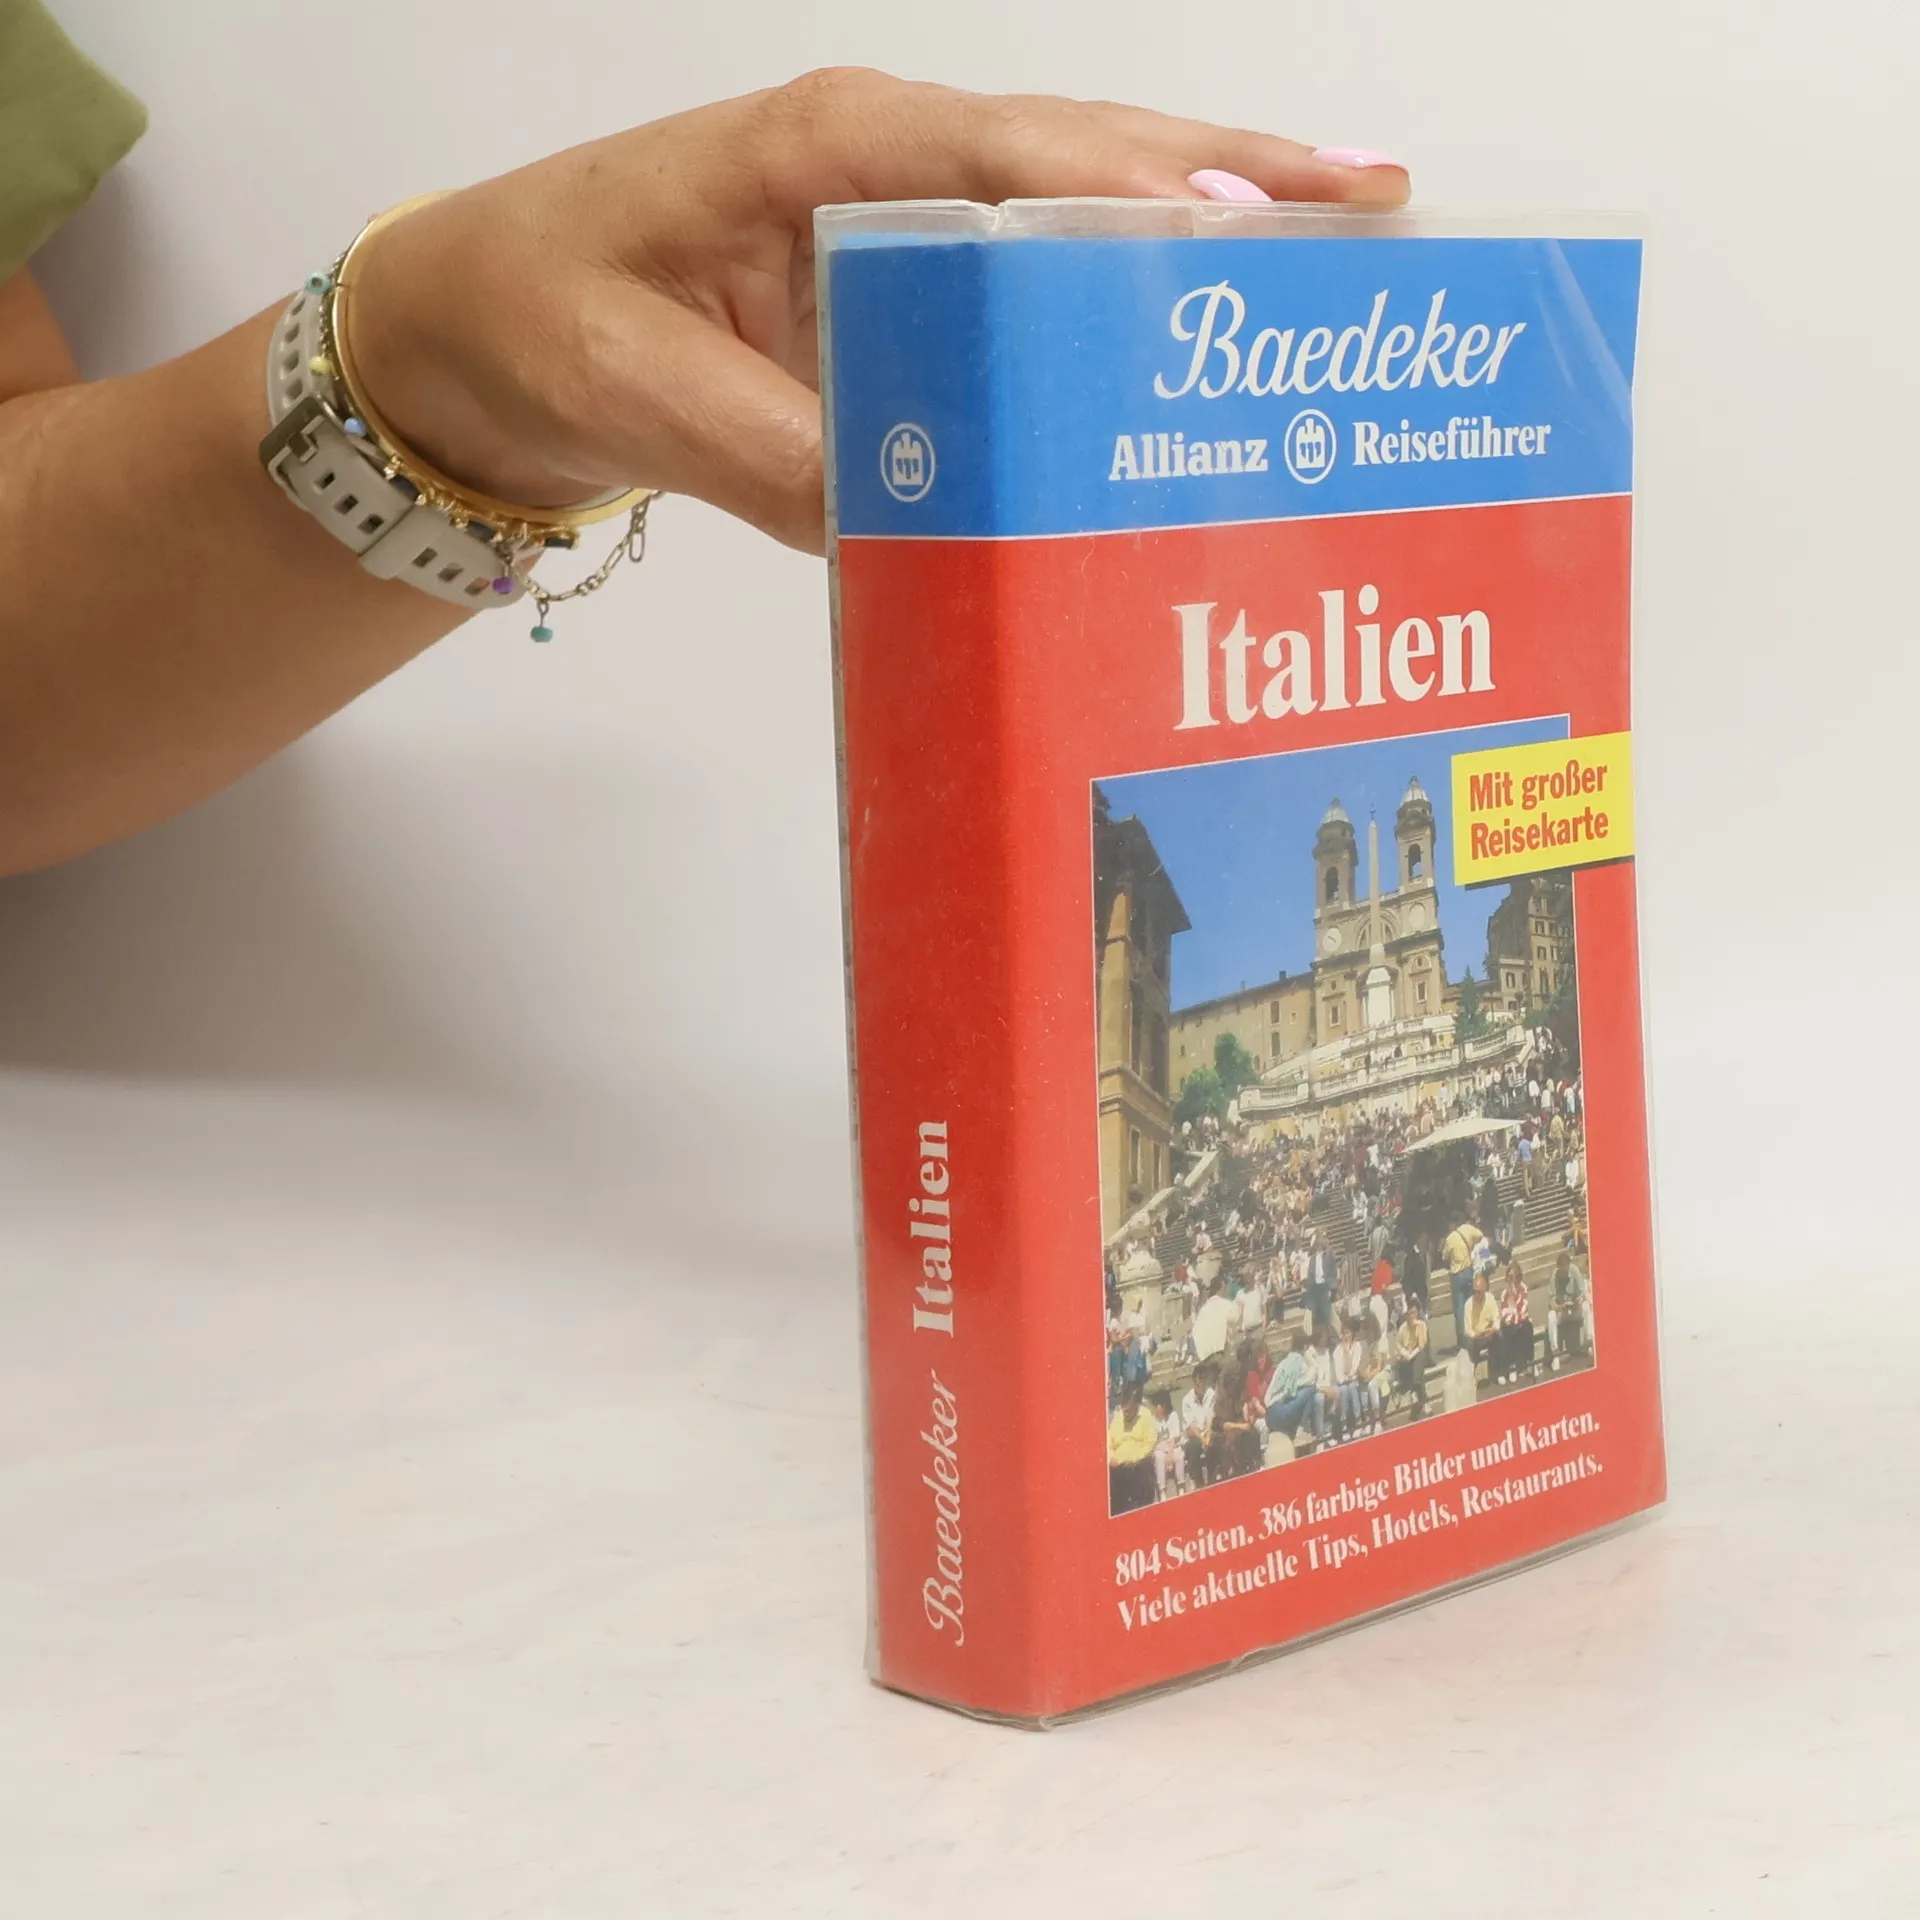 Baedeker
Allianz Reiseführer
Italien
Mit großer
Reisekarte
804 Seiten. 386 farbige Bilder und Karten.
Viele aktuelle Tips, Hotels, Restaurants.
Baedeker Italien